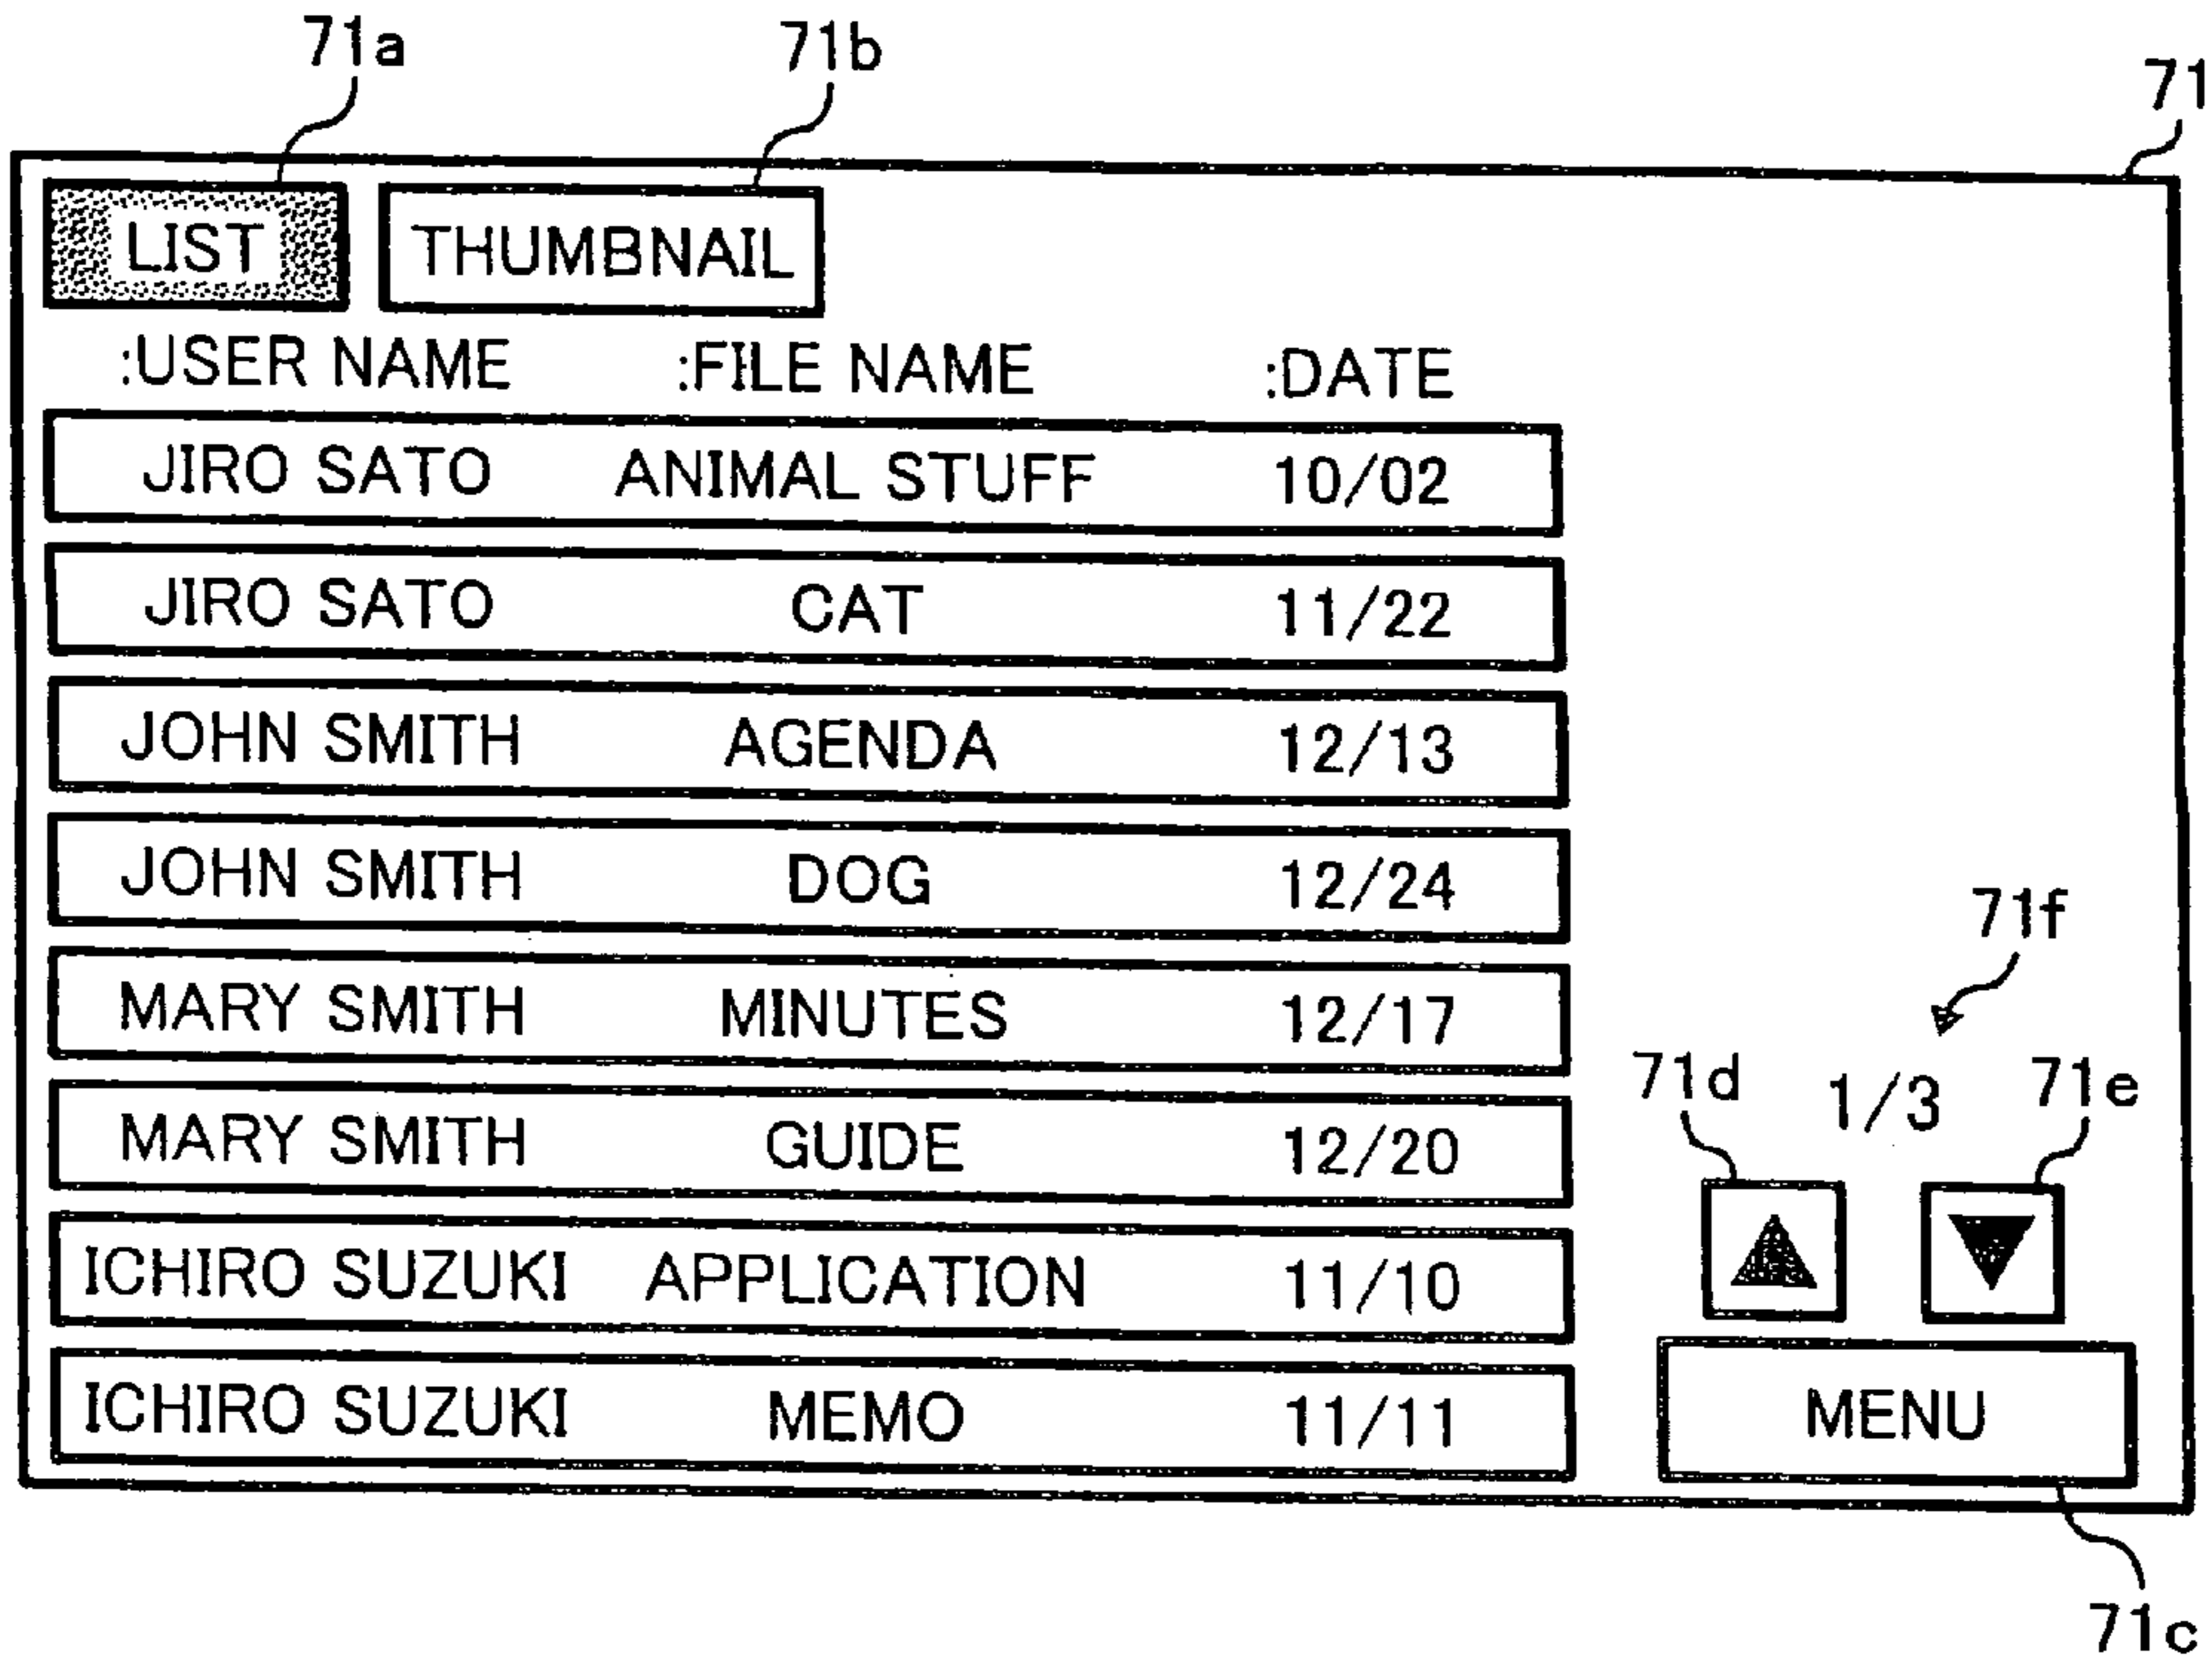 71a 71b 71
LIST THUMBNAIL
:USER NAME :FILE NAME :DATE
JIRO SATO ANIMAL STUFF 10/02
JIRO SATO CAT 11/22
JOHN SMITH AGENDA 12/13
JOHN SMITH DOG 12/24
71f
MARY SMITH MINUTES 12/17
71d 1/3 71e
MARY SMITH GUIDE 12/20
ICHIRO SUZUKI APPLICATION 11/10
ICHIRO SUZUKI MEMO 11/11
MENU
71c